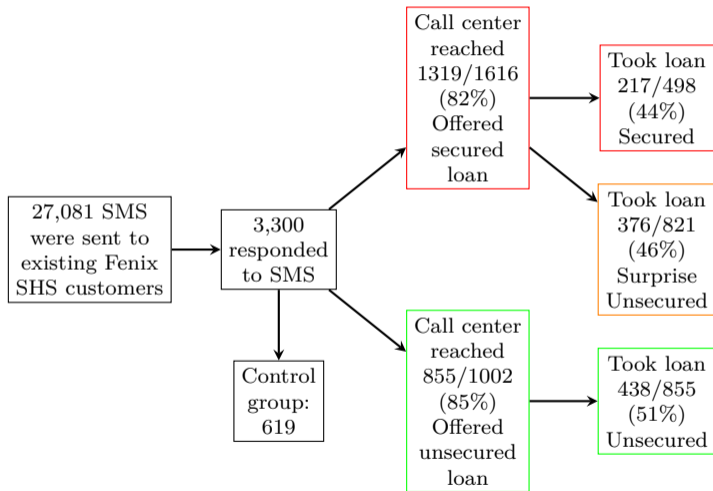 27,081 SMS
were sent to
existing Fenix
SHS customers
3,300
responded
to SMS
Control
group:
619
Call center
reached
1319/1616
(82%)
Offered
secured
loan
Took loan
217/498
(44%)
Secured
Took loan
376/821
(46%)
Surprise
Unsecured
Call center
reached
855/1002
(85%)
Offered
unsecured
loan
Took loan
438/855
(51%)
Unsecured